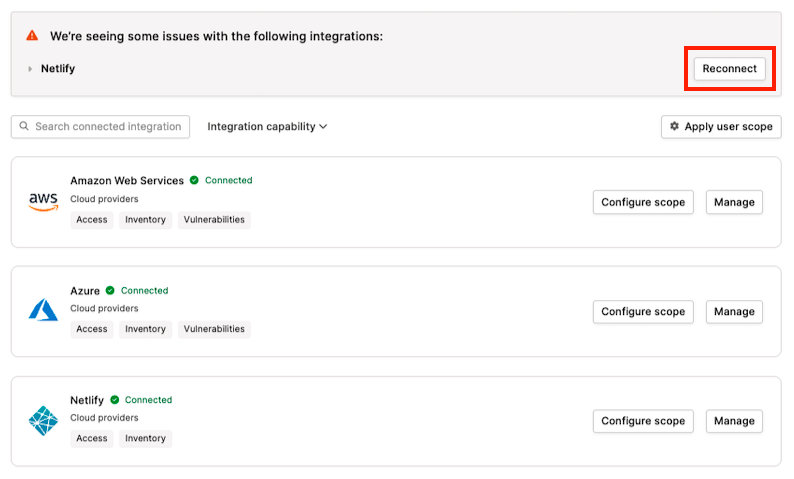 We're seeing some issues with the following integrations:
Netlify
Reconnect
Search connected integration
Integration capability
Apply user scope
aws
Amazon Web Services
Connected
Cloud providers
Access
Inventory
Vulnerabilities
Configure scope
Manage
Azure
Connected
Cloud providers
Access
Inventory
Vulnerabilities
Configure scope
Manage
Netlify
Connected
Cloud providers
Access
Inventory
Configure scope
Manage